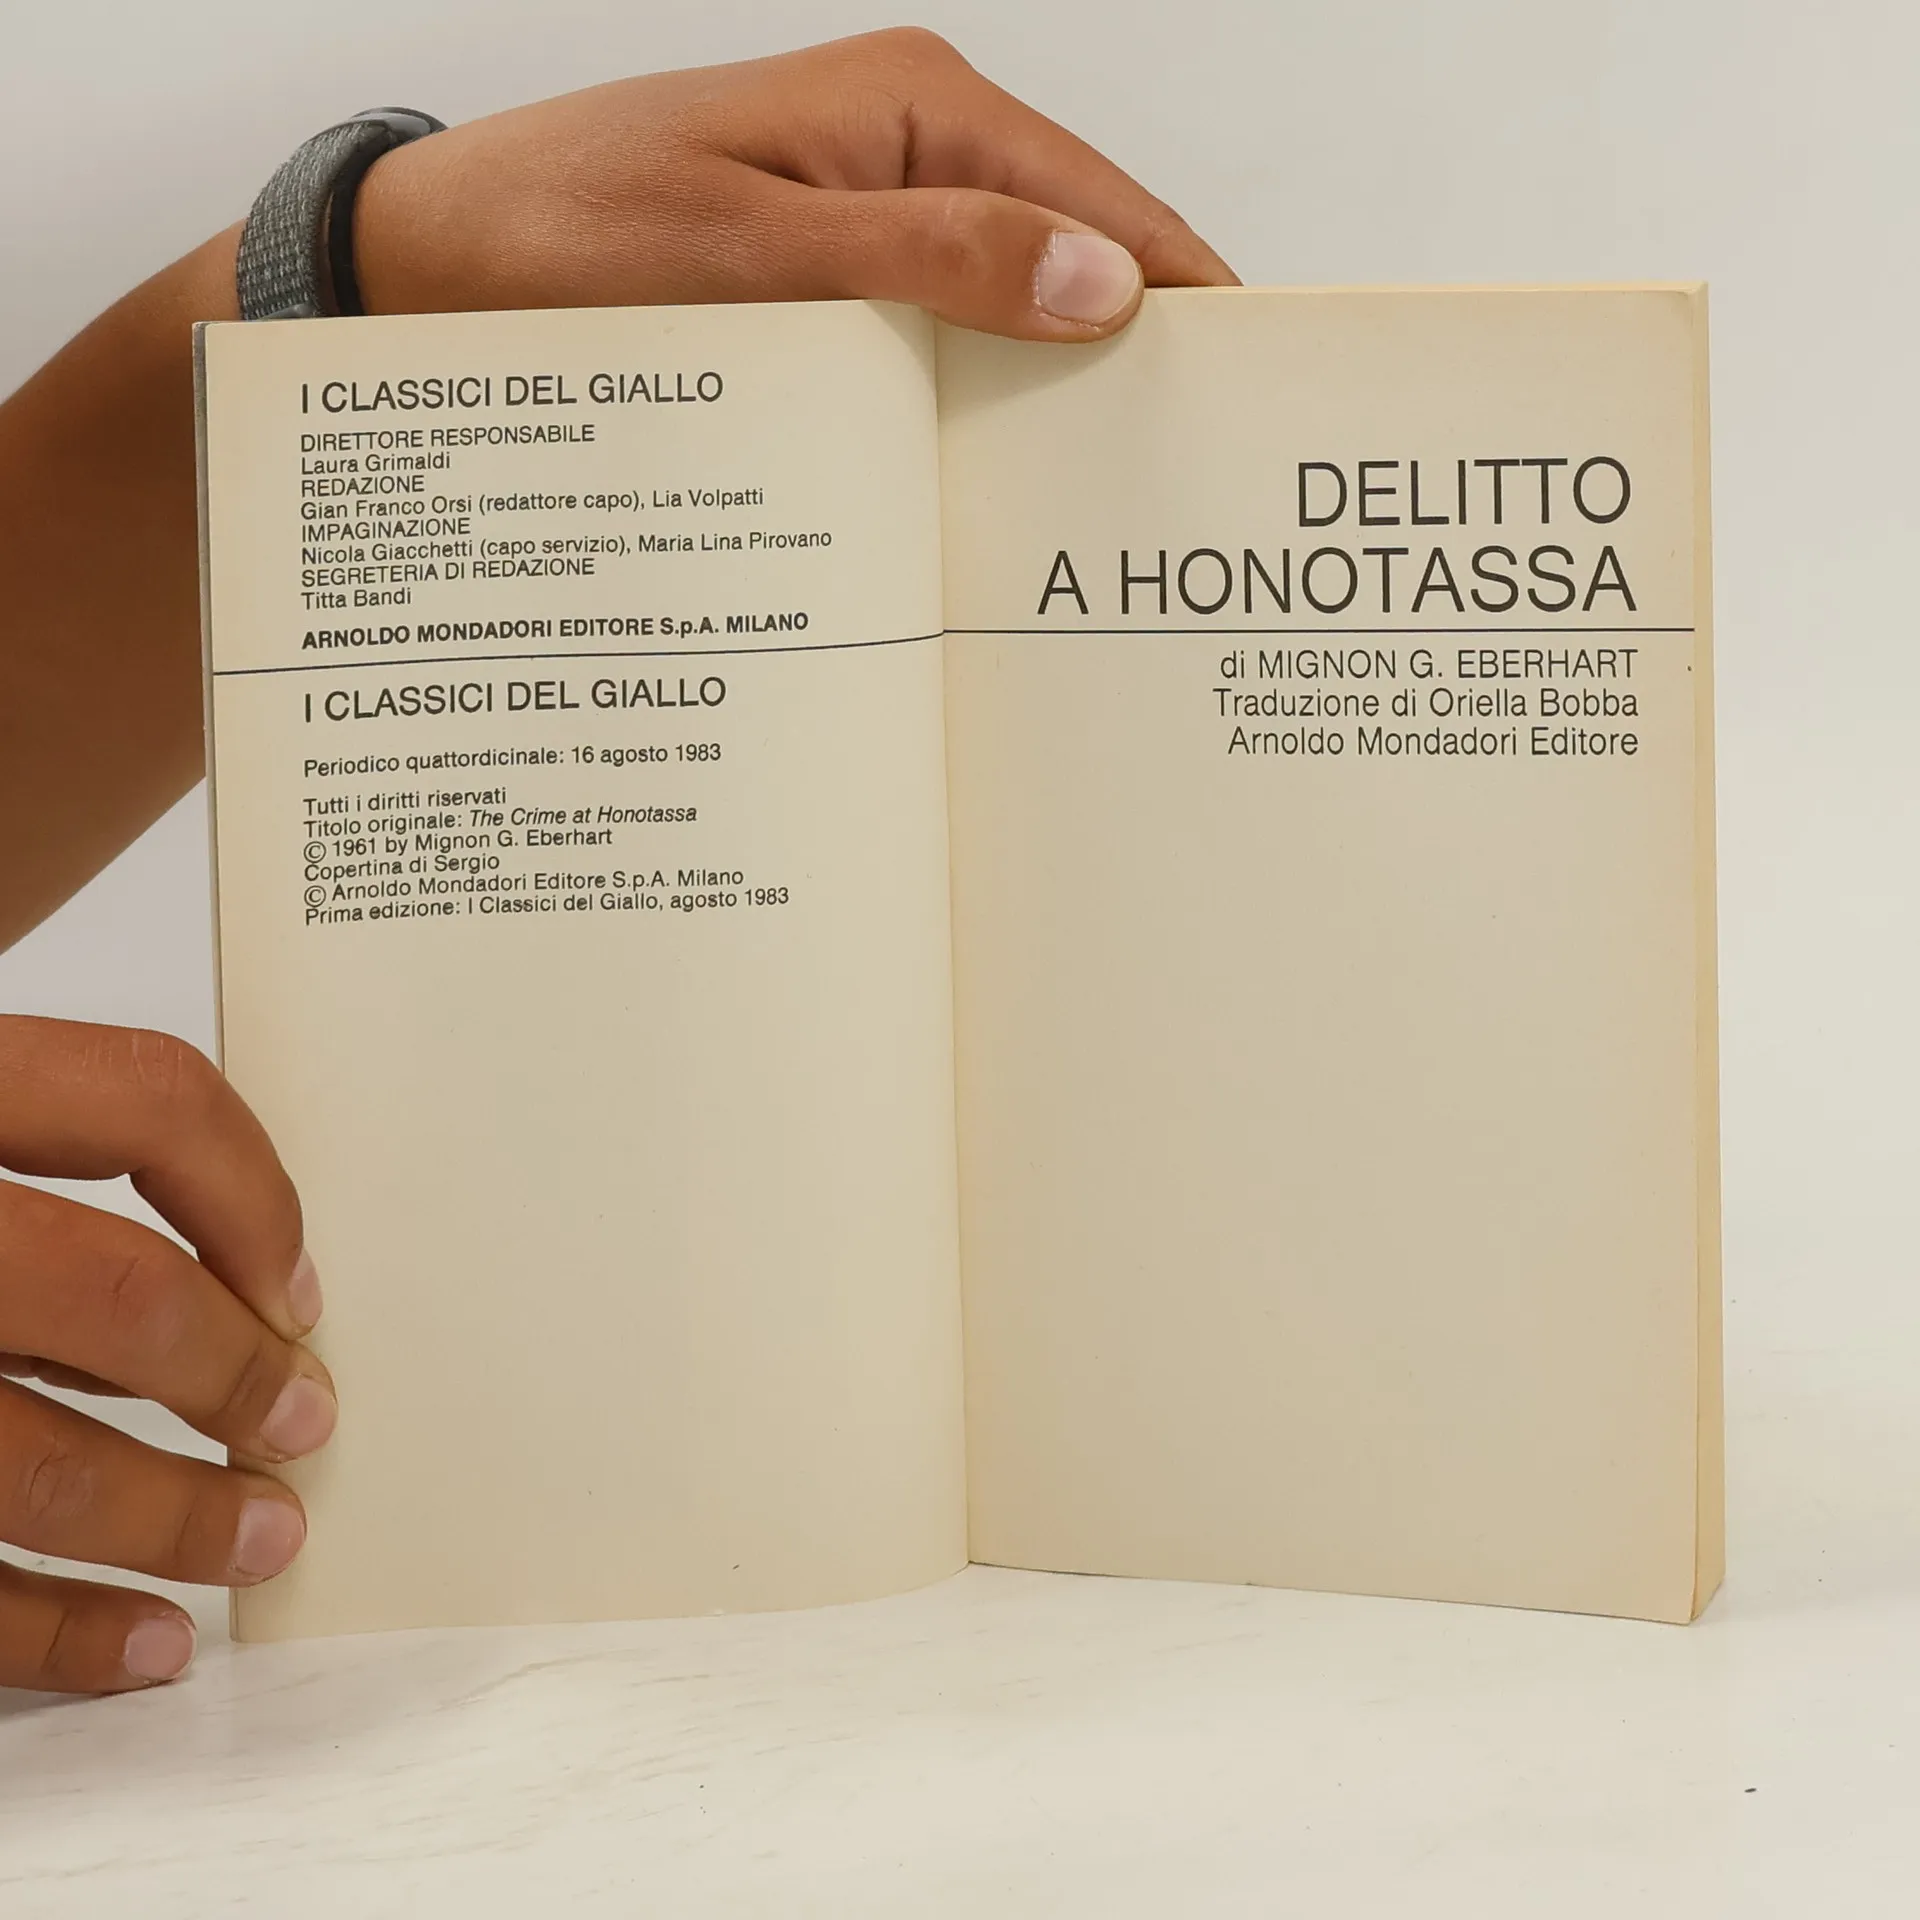 I CLASSICI DEL GIALLO
DIRETTORE RESPONSABILE
Laura Grimaldi
REDAZIONE
Gian Franco Orsi (redattore capo), Lia Volpatti
IMPAGINAZIONE
Nicola Giacchetti (capo servizio), Maria Lina Pirovano
SEGRETERIA DI REDAZIONE
Titta Bandi
ARNOLDO MONDADORI EDITORE S.p.A. MILANO
I CLASSICI DEL GIALLO
Periodico quattordicinale: 16 agosto 1983
Tutti i diritti riservati
Titolo originale: The Crime at Honotassa
© 1961 by Mignon G. Eberhart
Copertina di Sergio
© Arnoldo Mondadori Editore S.p.A. Milano
Prima edizione: I Classici del Giallo, agosto 1983
DELITTO
A HONOTASSA
di MIGNON G. EBERHART
Traduzione di Oriella Bobba
Arnoldo Mondadori Editore